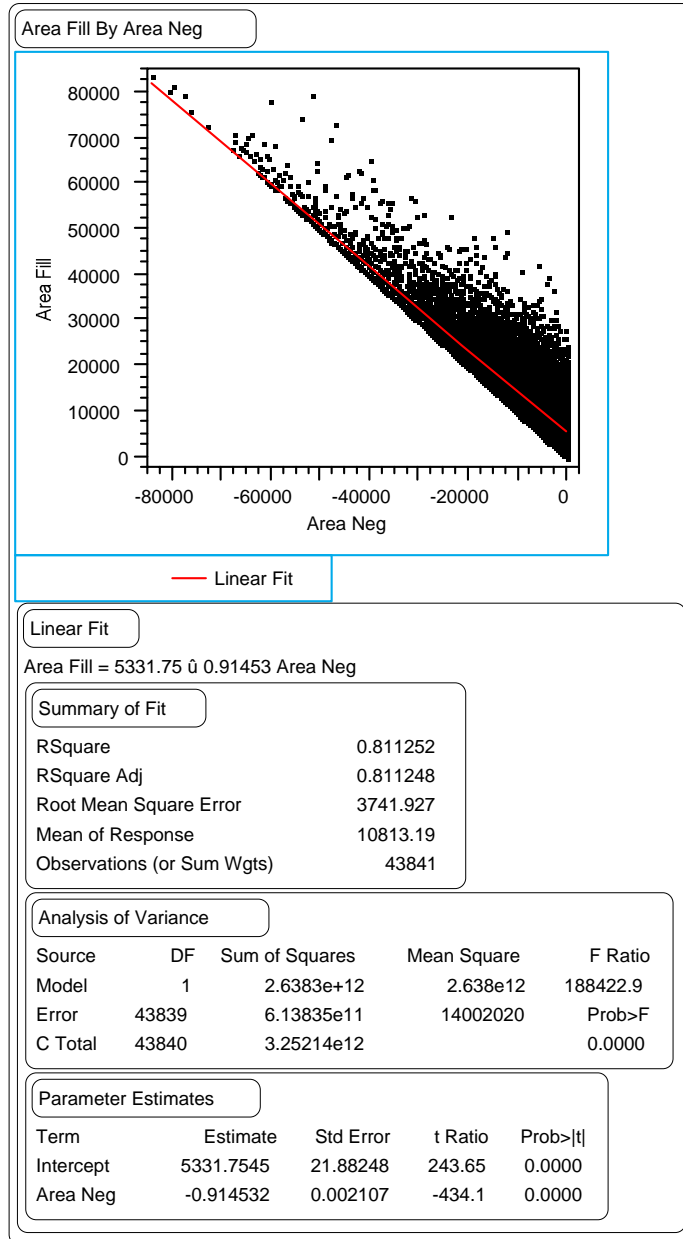 Area Fill By Area Neg
80000
70000
60000
50000
40000
30000
20000
10000
0
Area Fill
-80000 -60000 -40000 -20000 0
Area Neg
Linear Fit
Linear Fit
Area Fill = 5331.75 û 0.91453 Area Neg
Summary of Fit
RSquare 0.811252
RSquare Adj 0.811248
Root Mean Square Error 3741.927
Mean of Response 10813.19
Observations (or Sum Wgts) 43841
Analysis of Variance
Source DF Sum of Squares Mean Square F Ratio
Model 1 2.6383e+12 2.638e12 188422.9
Error 43839 6.13835e11 14002020 Prob>F
C Total 43840 3.25214e12 0.0000
Parameter Estimates
Term Estimate Std Error t Ratio Prob>|t|
Intercept 5331.7545 21.88248 243.65 0.0000
Area Neg -0.914532 0.002107 -434.1 0.0000